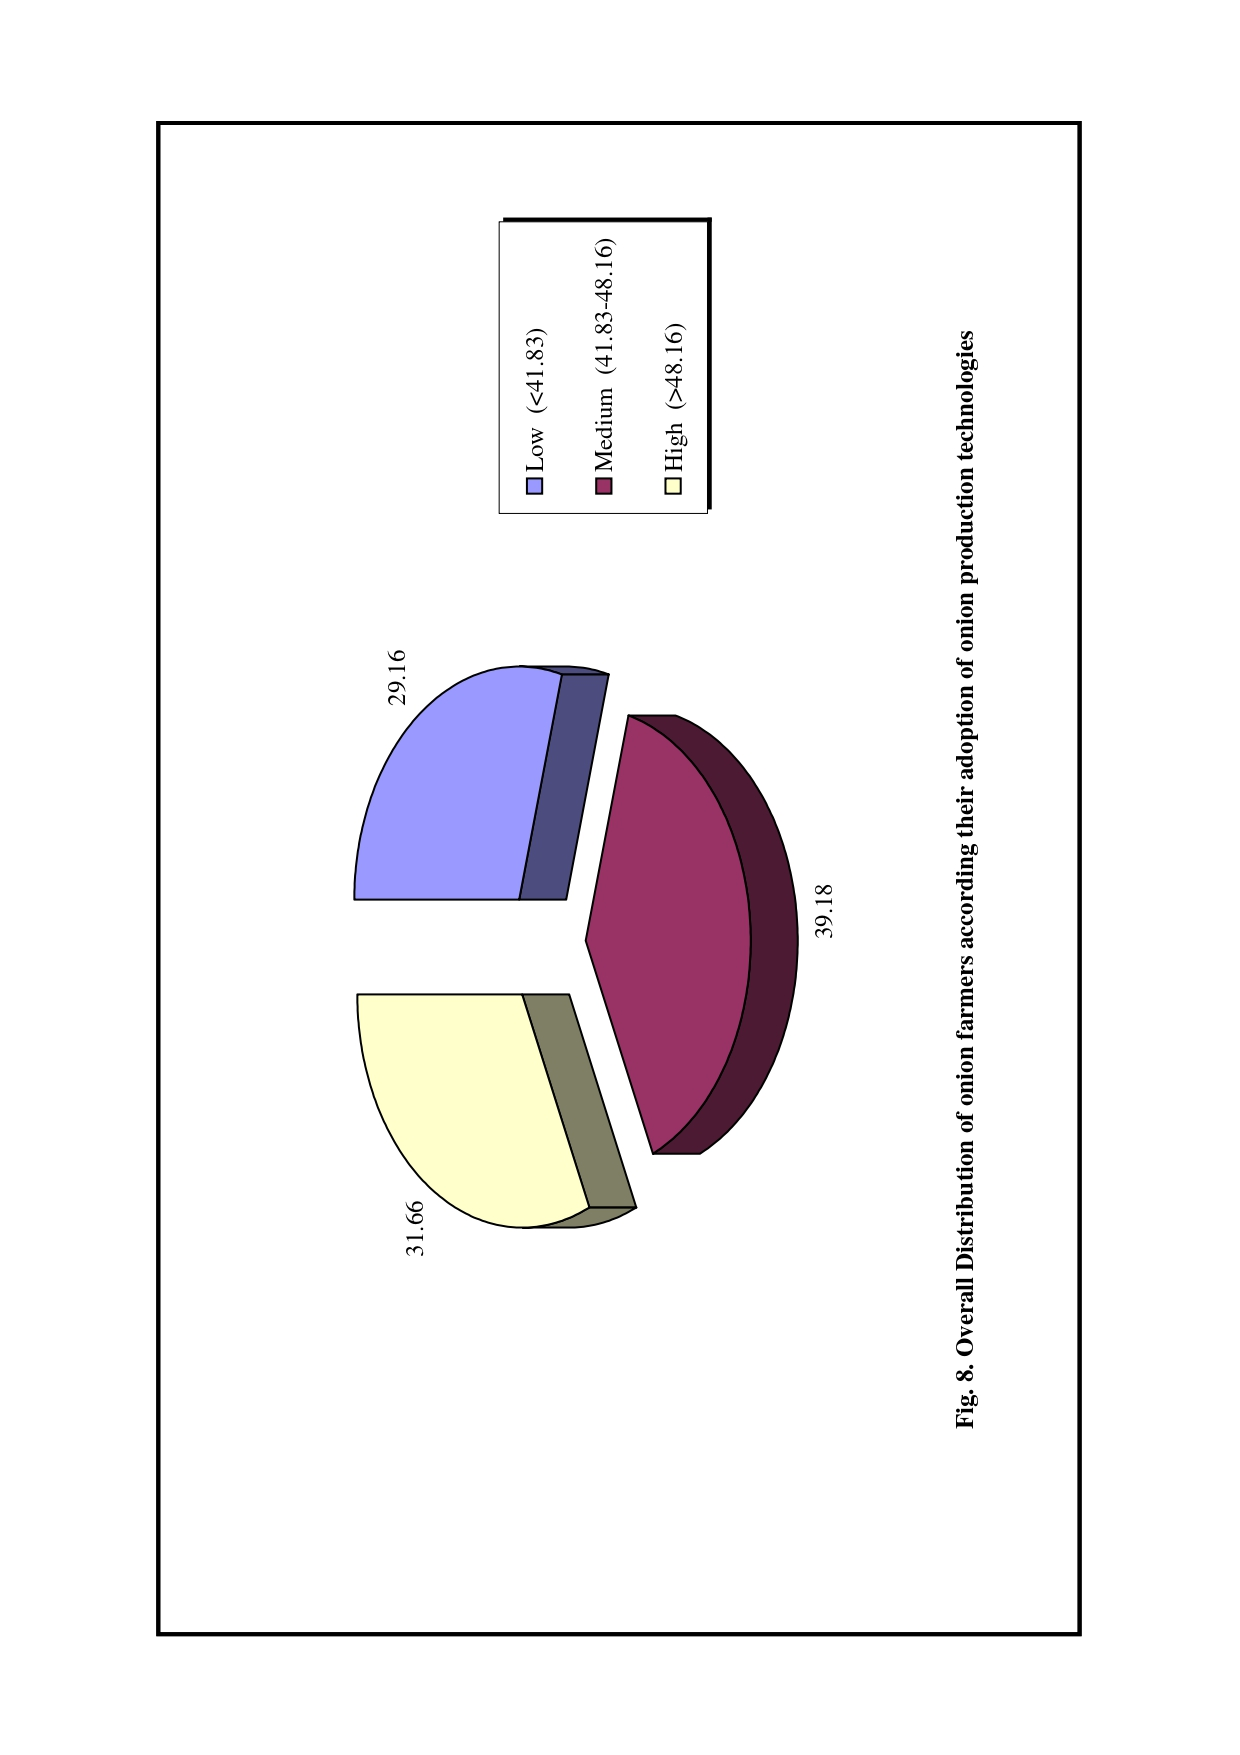 29.16
31.66
39.18
Low (<41.83)
Medium (41.83-48.16)
High (>48.16)
Fig. 8. Overall Distribution of onion farmers according their adoption of onion production technologies